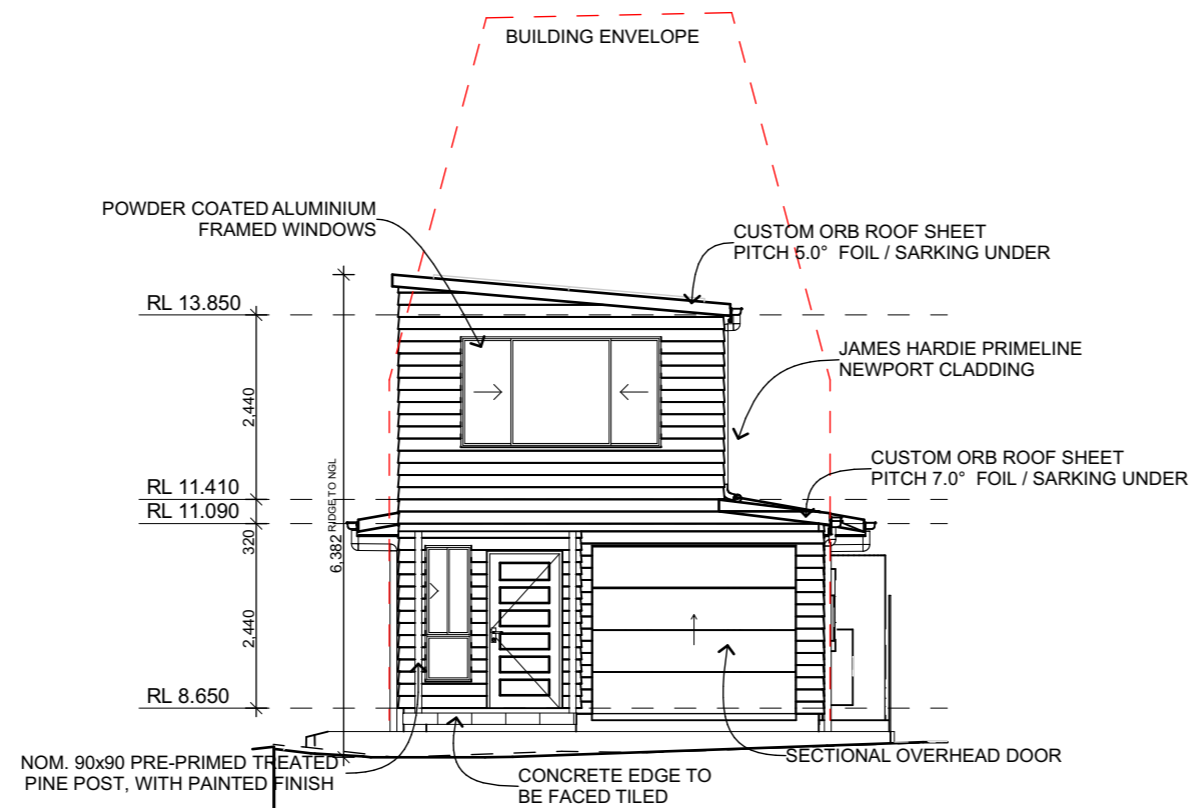 BUILDING ENVELOPE
POWDER COATED ALUMINIUM
FRAMED WINDOWS
CUSTOM ORB ROOF SHEET
PITCH 5.0° FOIL / SARKING UNDER
RL 13.850
JAMES HARDIE PRIMELINE
NEWPORT CLADDING
2,440
CUSTOM ORB ROOF SHEET
PITCH 7.0° FOIL / SARKING UNDER
RL 11.410
RL 11.090
320
6,382 RIDGE TO NGL
2,440
RL 8.650
NOM. 90x90 PRE-PRIMED TREATED
PINE POST, WITH PAINTED FINISH
CONCRETE EDGE TO
BE FACED TILED
SECTIONAL OVERHEAD DOOR